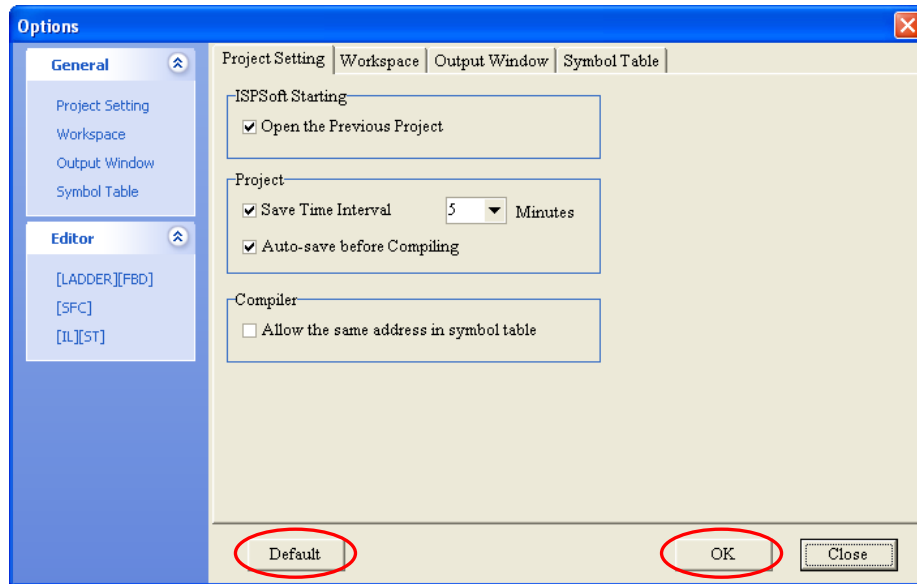 Options
General
Project Setting
Workspace
Output Window
Symbol Table
Editor
[LADDER][FBD]
[SFC]
[IL][ST]
Project Setting Workspace Output Window Symbol Table
ISPSoft Starting
Open the Previous Project
Project
Save Time Interval 5 Minutes
Auto-save before Compiling
Compiler
Allow the same address in symbol table
Default OK Close